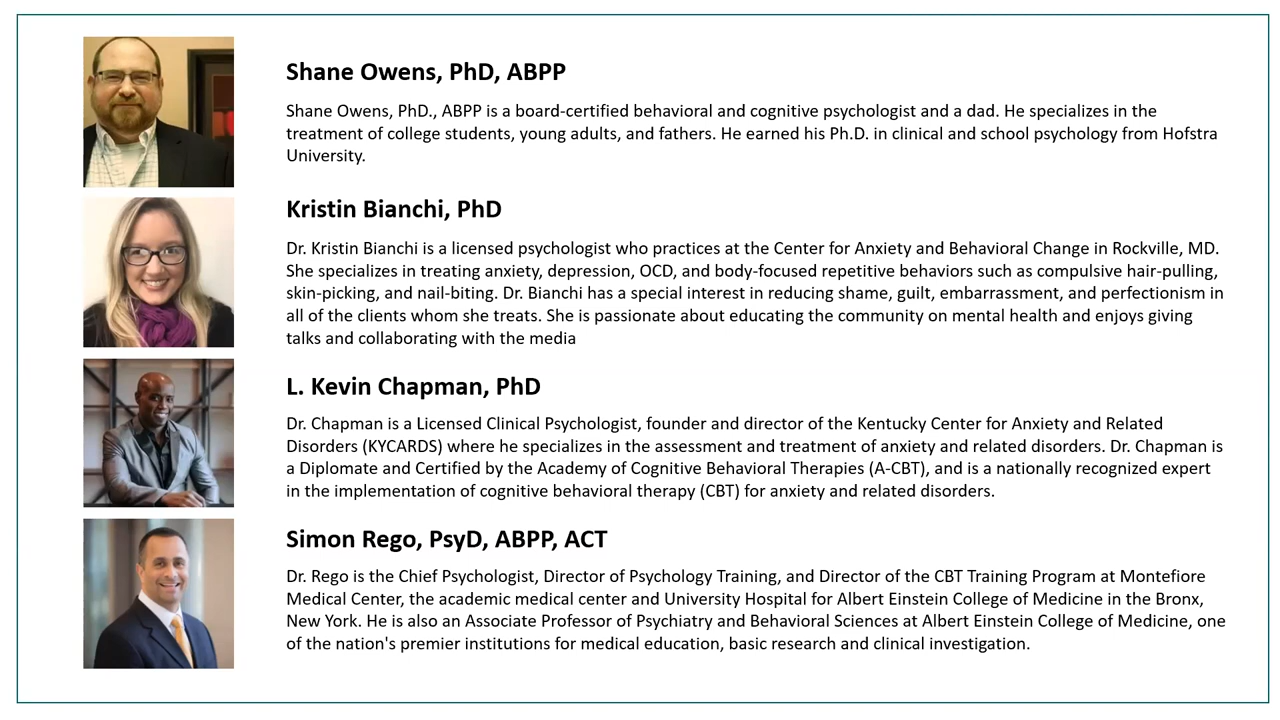 Shane Owens, PhD, ABPP
Shane Owens, PhD., ABPP is a board-certified behavioral and cognitive psychologist and a dad. He specializes in the
treatment of college students, young adults, and fathers. He earned his Ph.D. in clinical and school psychology from Hofstra
University.
Kristin Bianchi, PhD
Dr. Kristin Bianchi is a licensed psychologist who practices at the Center for Anxiety and Behavioral Change in Rockville, MD.
She specializes in treating anxiety, depression, OCD, and body-focused repetitive behaviors such as compulsive hair-pulling,
skin-picking, and nail-biting. Dr. Bianchi has a special interest in reducing shame, guilt, embarrassment, and perfectionism in
all of the clients whom she treats. She is passionate about educating the community on mental health and enjoys giving
talks and collaborating with the media
L. Kevin Chapman, PhD
Dr. Chapman is a Licensed Clinical Psychologist, founder and director of the Kentucky Center for Anxiety and Related
Disorders (KYCARDS) where he specializes in the assessment and treatment of anxiety and related disorders. Dr. Chapman is
a Diplomate and Certified by the Academy of Cognitive Behavioral Therapies (A-CBT), and is a nationally recognized expert
in the implementation of cognitive behavioral therapy (CBT) for anxiety and related disorders.
Simon Rego, PsyD, ABPP, ACT
Dr. Rego is the Chief Psychologist, Director of Psychology Training, and Director of the CBT Training Program at Montefiore
Medical Center, the academic medical center and University Hospital for Albert Einstein College of Medicine in the Bronx,
New York. He is also an Associate Professor of Psychiatry and Behavioral Sciences at Albert Einstein College of Medicine, one
of the nation's premier institutions for medical education, basic research and clinical investigation.